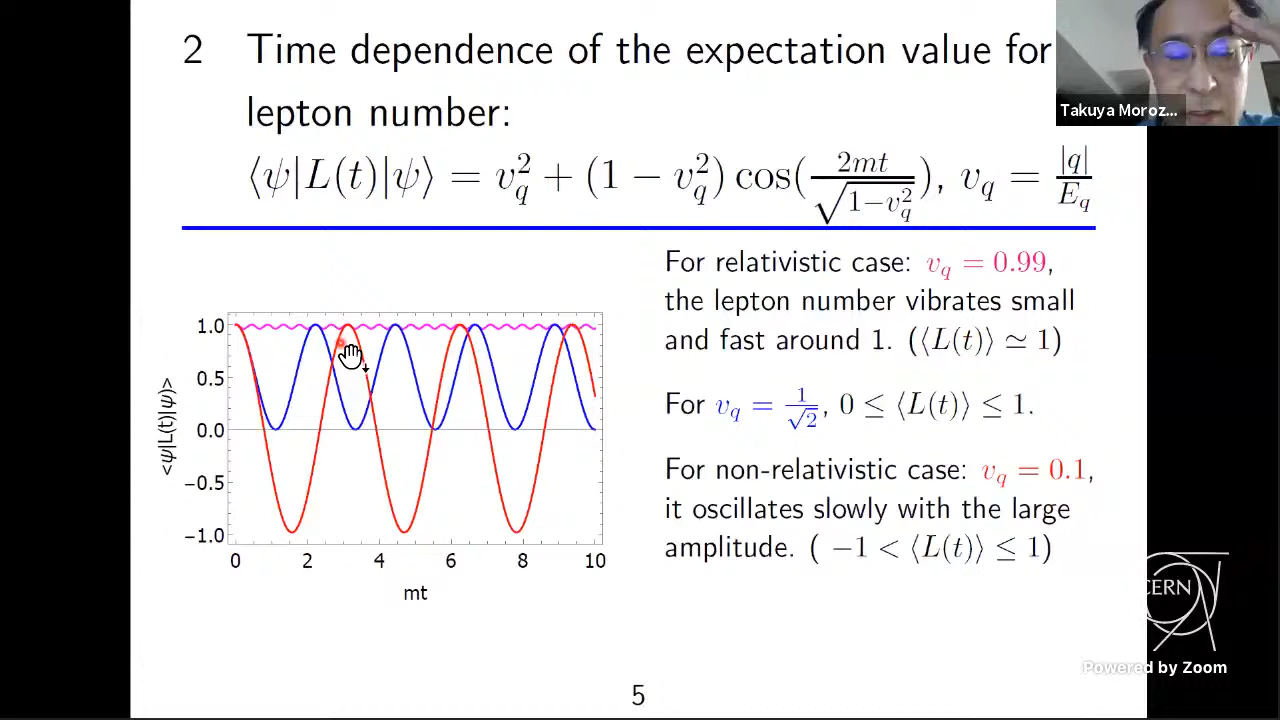 2 Time dependence of the expectation value for
lepton number:
⟨ψ|L(t)|ψ⟩ = v_q^2 + (1 − v_q^2) cos(2mt/√(1−v_q^2)), v_q = |q|/E_q
Takuya Moroz...
For relativistic case: v_q = 0.99,
the lepton number vibrates small
and fast around 1. (⟨L(t)⟩ ≃ 1)
For v_q = 1/√2, 0 ≤ ⟨L(t)⟩ ≤ 1.
For non-relativistic case: v_q = 0.1,
it oscillates slowly with the large
amplitude. ( −1 < ⟨L(t)⟩ ≤ 1)
<ψ|L(t)|ψ>
1.0
0.5
0.0
−0.5
−1.0
0 2 4 6 8 10
mt
CERN
Powered by Zoom
5